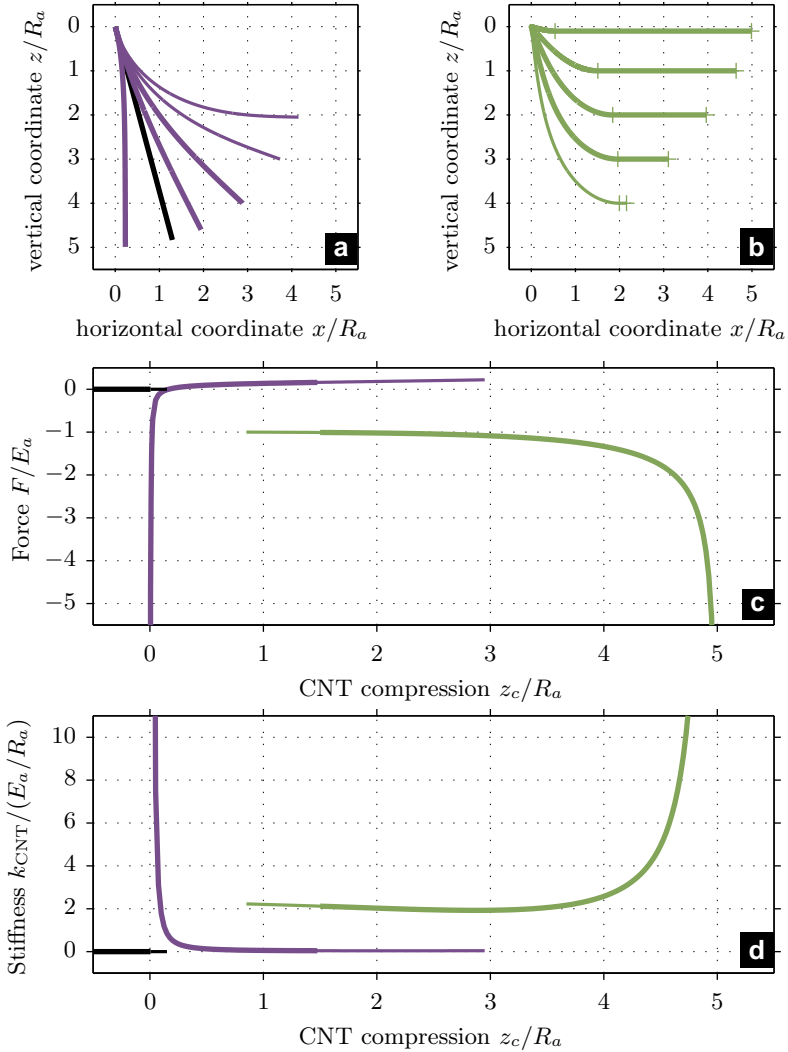 0
1
2
3
4
5
vertical coordinate z/R_a
0 1 2 3 4 5
horizontal coordinate x/R_a
a
0
1
2
3
4
5
vertical coordinate z/R_a
0 1 2 3 4 5
horizontal coordinate x/R_a
b
0
−1
−2
−3
−4
−5
Force F/E_a
0 1 2 3 4 5
CNT compression z_c/R_a
c
10
8
6
4
2
0
Stiffness k_CNT/(E_a/R_a)
0 1 2 3 4 5
CNT compression z_c/R_a
d